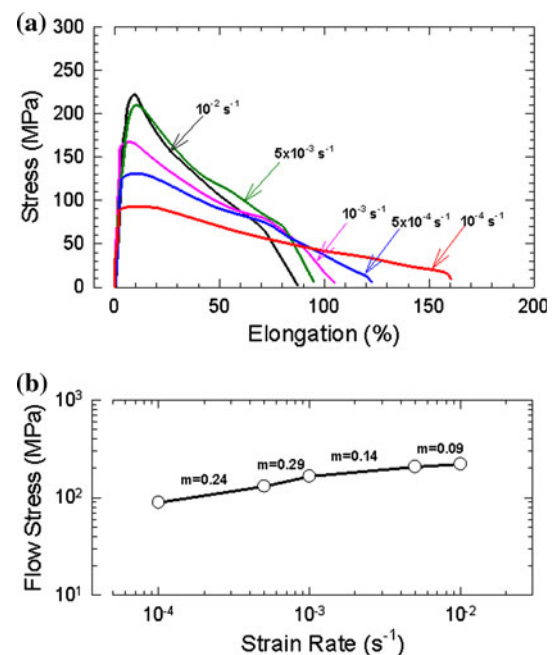 (a)
300
250
200
150
100
50
0
Stress (MPa)
10⁻² s⁻¹
5x10⁻³ s⁻¹
10⁻³ s⁻¹
5x10⁻⁴ s⁻¹
10⁻⁴ s⁻¹
0 50 100 150 200
Elongation (%)
(b)
10³
10²
10¹
Flow Stress (MPa)
m=0.24
m=0.29
m=0.14
m=0.09
10⁻⁴ 10⁻³ 10⁻²
Strain Rate (s⁻¹)